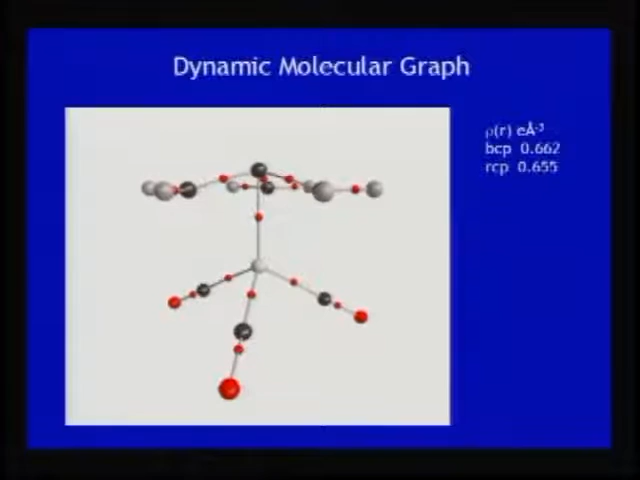 Dynamic Molecular Graph
ρ(r) eÅ⁻³
bcp 0.662
rcp 0.655